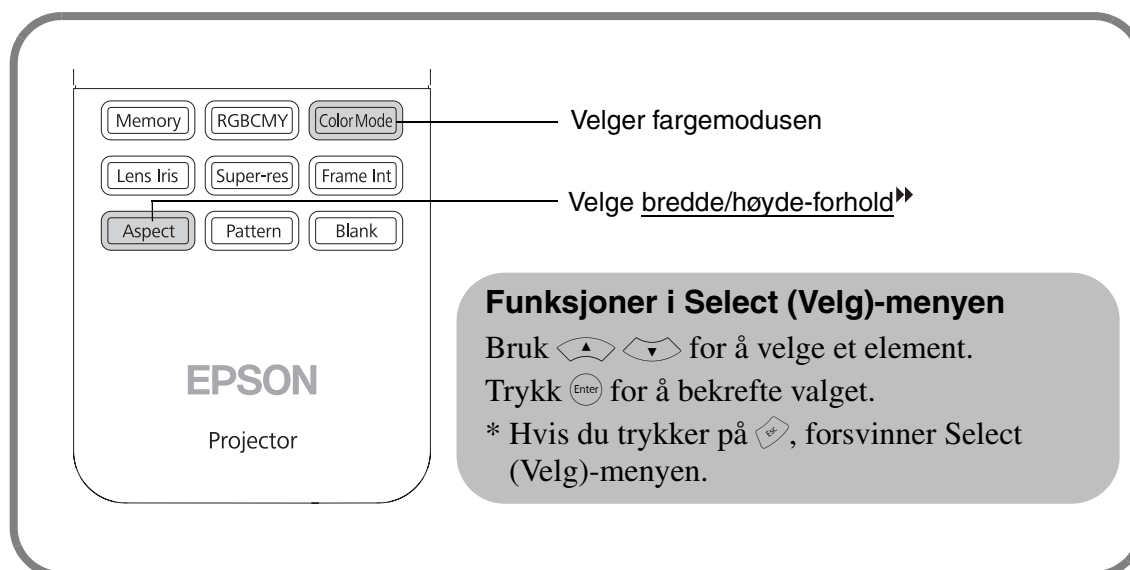 Memory RGBCMY Color Mode
Velger fargemodusen
Lens Iris Super-res Frame Int
Velge bredde/høyde-forhold
Aspect Pattern Blank
EPSON
Projector
Funksjoner i Select (Velg)-menyen
Bruk for å velge et element.
Trykk Enter for å bekrefte valget.
* Hvis du trykker på Esc, forsvinner Select
(Velg)-menyen.